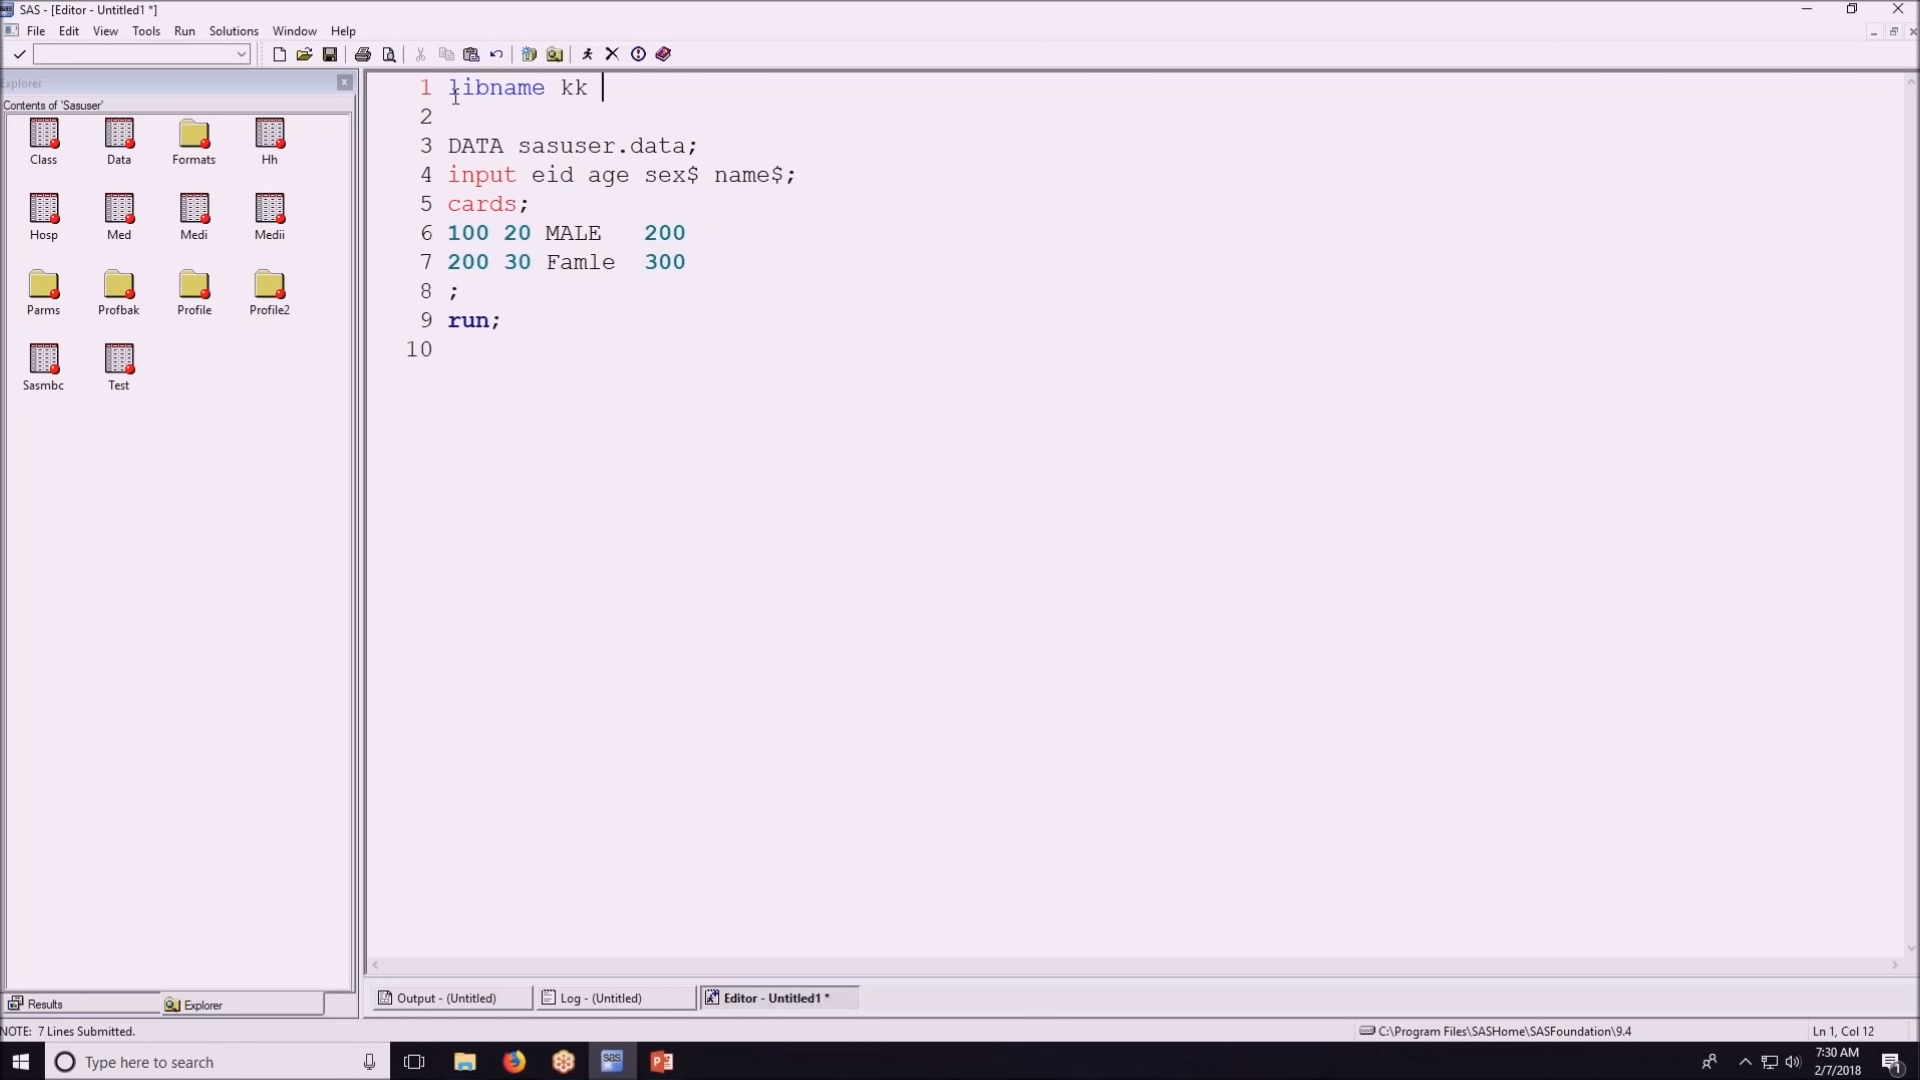 SAS - [Editor - Untitled1 *]
File Edit View Tools Run Solutions Window Help
Explorer
Contents of 'Sasuser'
Class Data Formats Hh
Hosp Med Medi Medii
Parms Profbak Profile Profile2
Sasmbc Test
1 libname kk
2
3 DATA sasuser.data;
4 input eid age sex$ name$;
5 cards;
6 100 20 MALE 200
7 200 30 Famle 300
8 ;
9 run;
10
Results Explorer
Output - (Untitled) Log - (Untitled) Editor - Untitled1 *
NOTE: 7 Lines Submitted. C:\Program Files\SASHome\SASFoundation\9.4 Ln 1, Col 12
Type here to search
sas
7:30 AM
2/7/2018
1